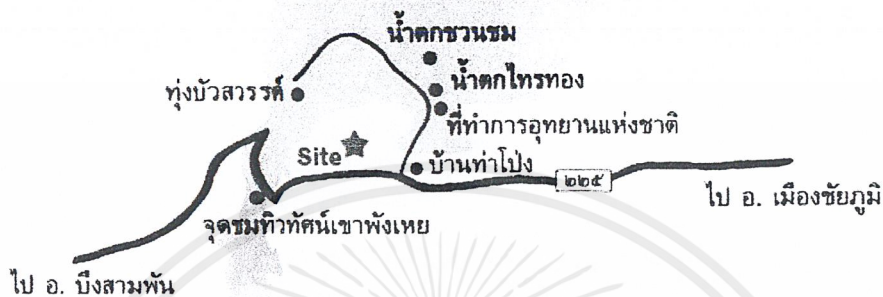 น้ำตกชวนชม
ทุ่งบัวสวรรค์
น้ำตกไทรทอง
ที่ทำการอุทยานแห่งชาติ
Site
บ้านท่าโป่ง
๒๒๕
ไป อ. เมืองชัยภูมิ
จุดชมทิวทัศน์เขาพังเหย
ไป อ. บึงสามพัน